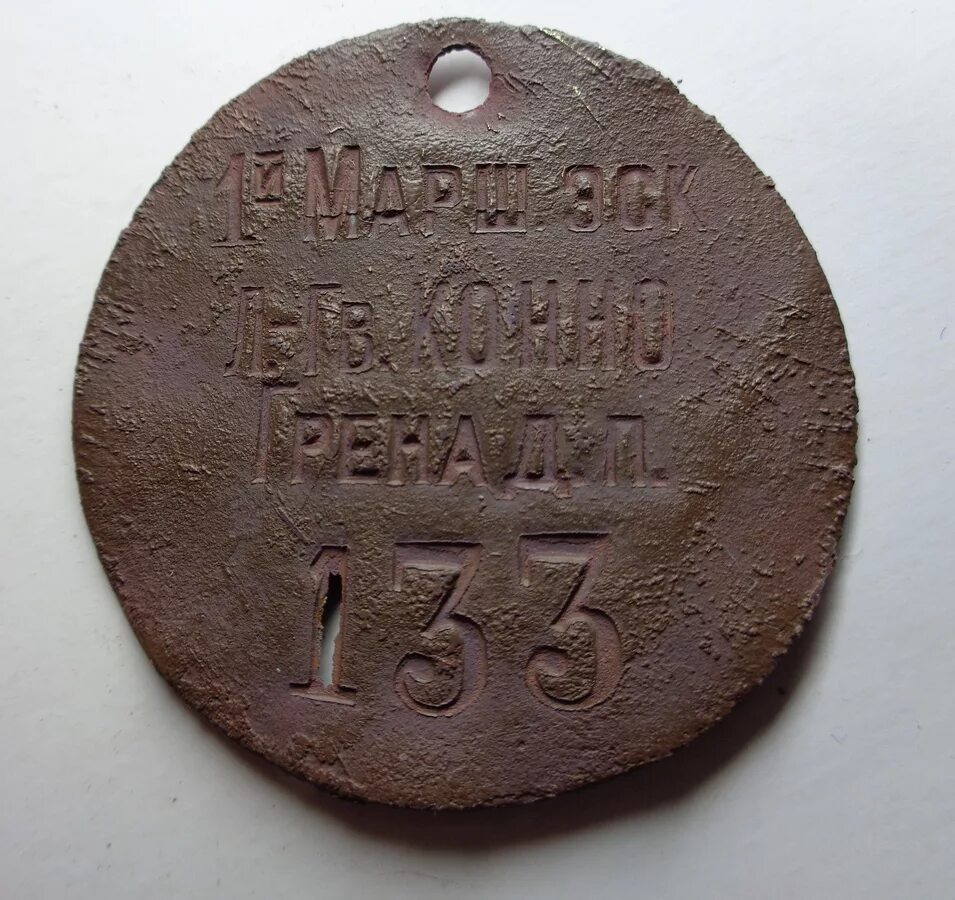 1й МАРШ. ЭСК
Л-ГВ. КОННО
ГРЕНАД. П.
133